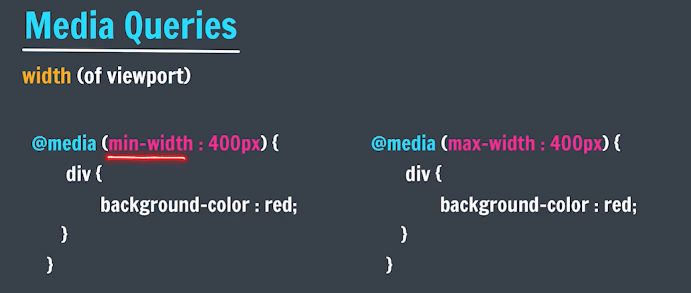 Media Queries
width (of viewport)
@media (min-width : 400px) {
div {
background-color : red;
}
}
@media (max-width : 400px) {
div {
background-color : red;
}
}